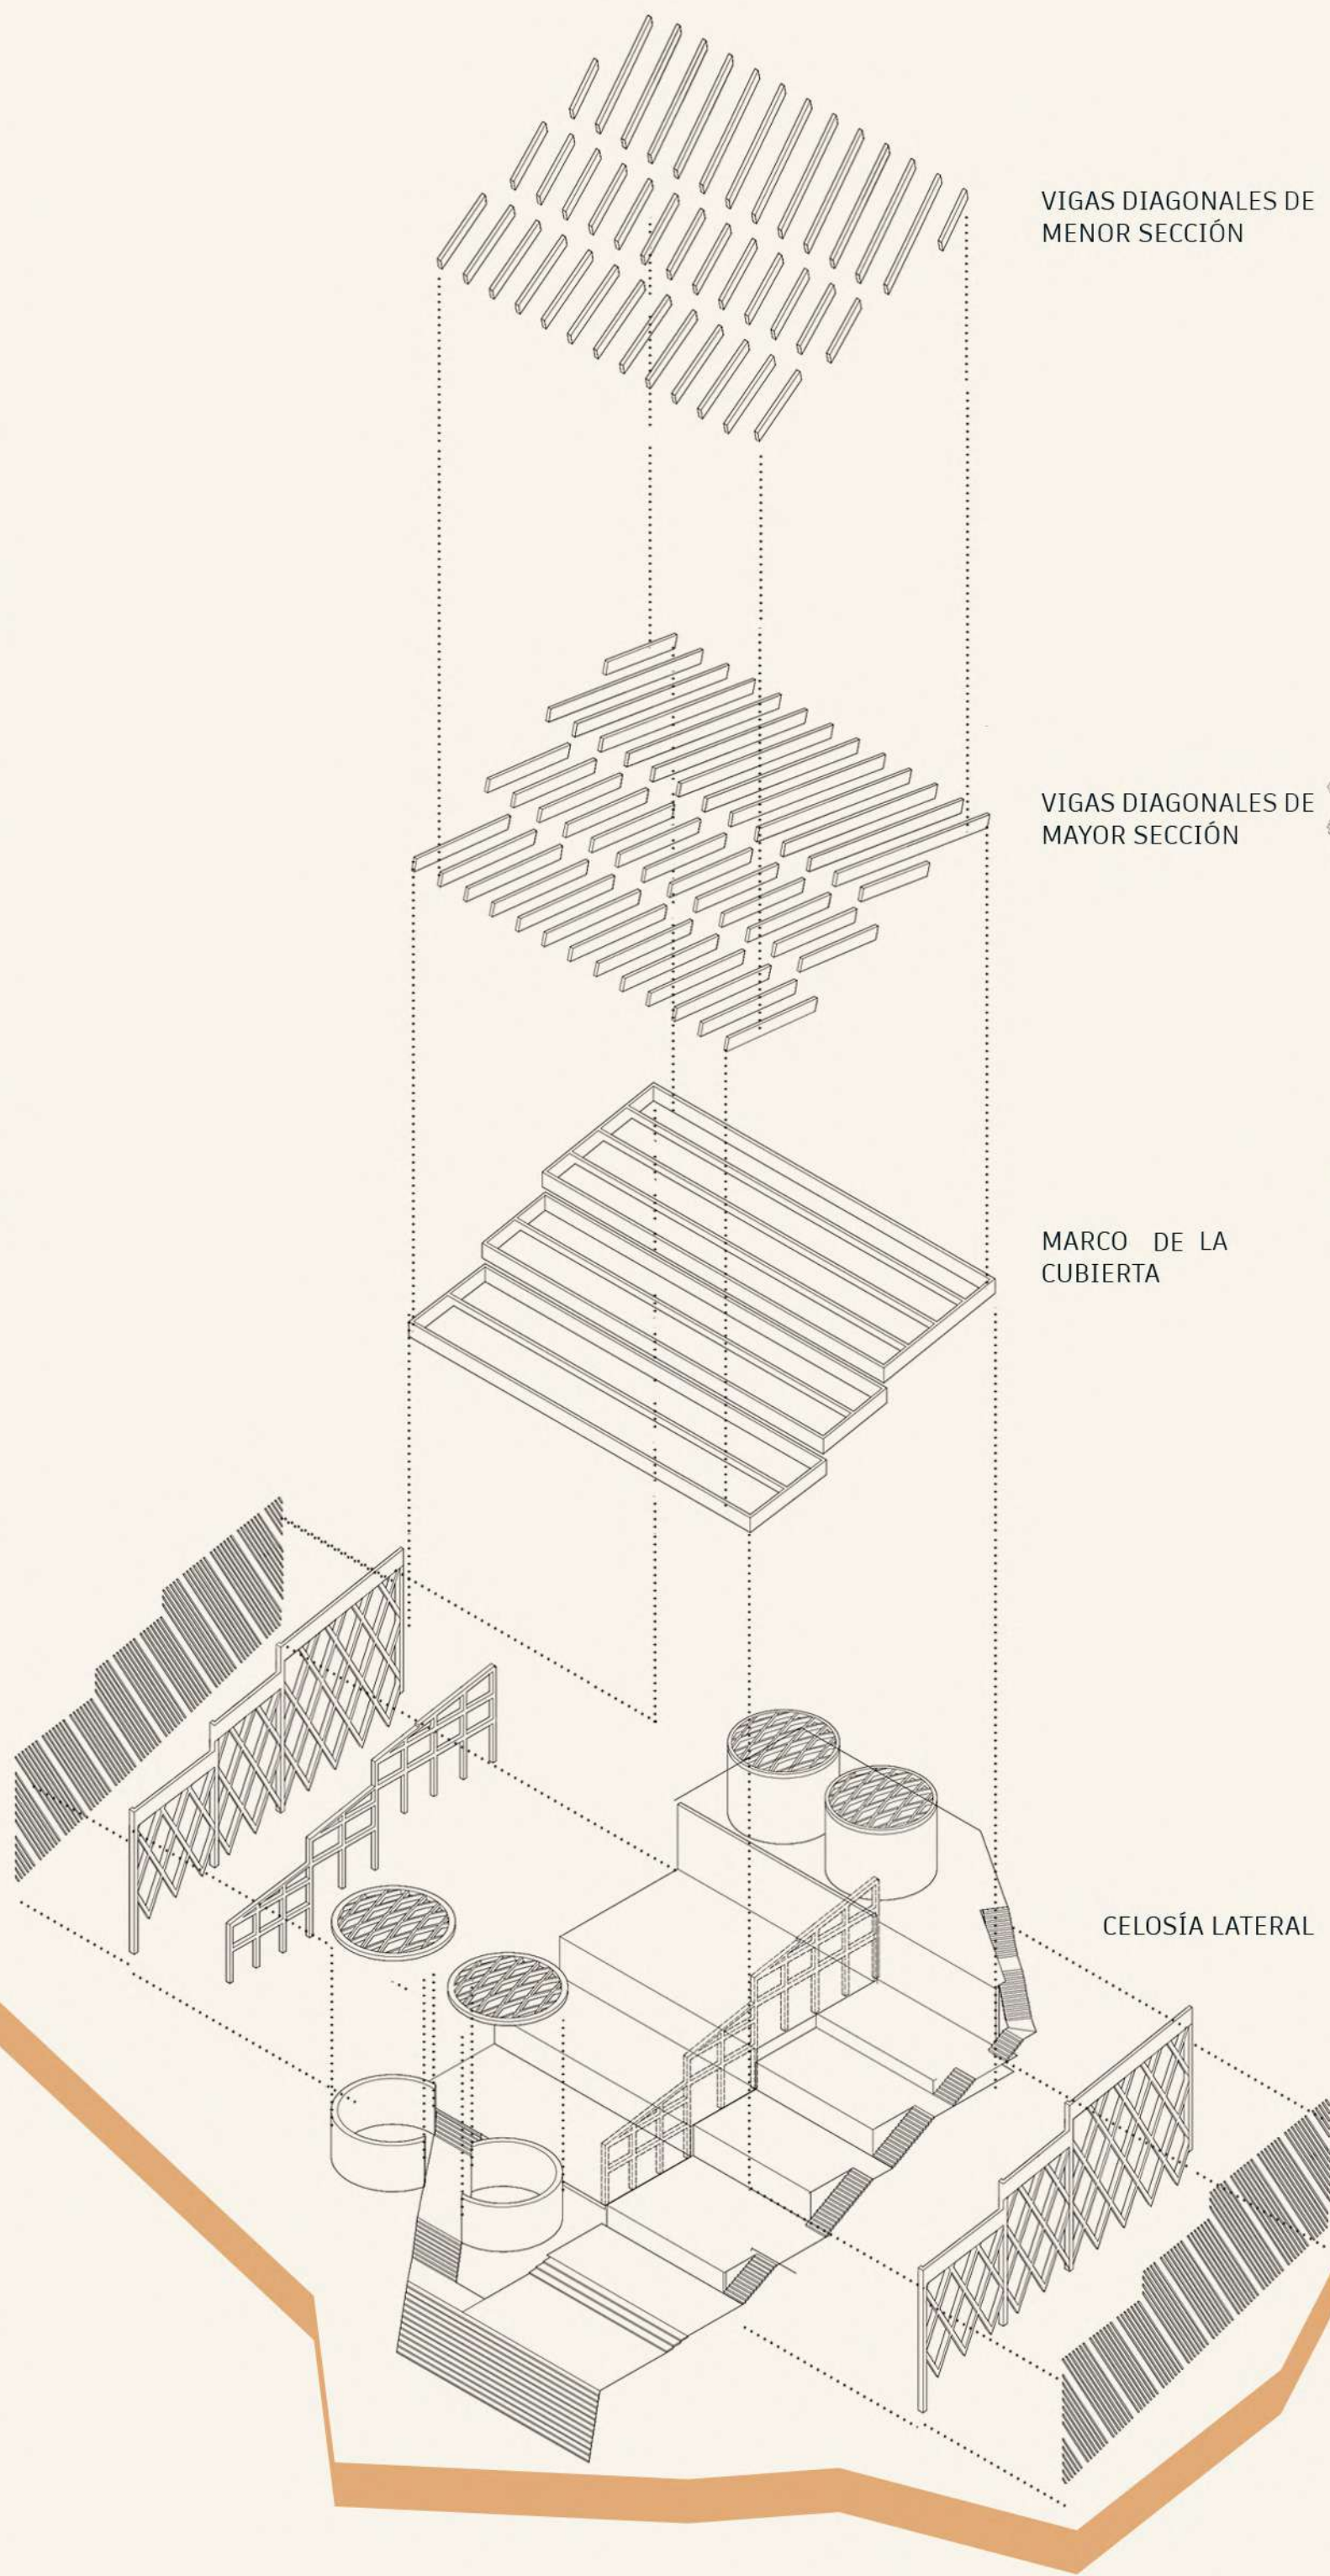 VIGAS DIAGONALES DE
MENOR SECCIÓN
VIGAS DIAGONALES DE
MAYOR SECCIÓN
MARCO DE LA
CUBIERTA
CELOSÍA LATERAL